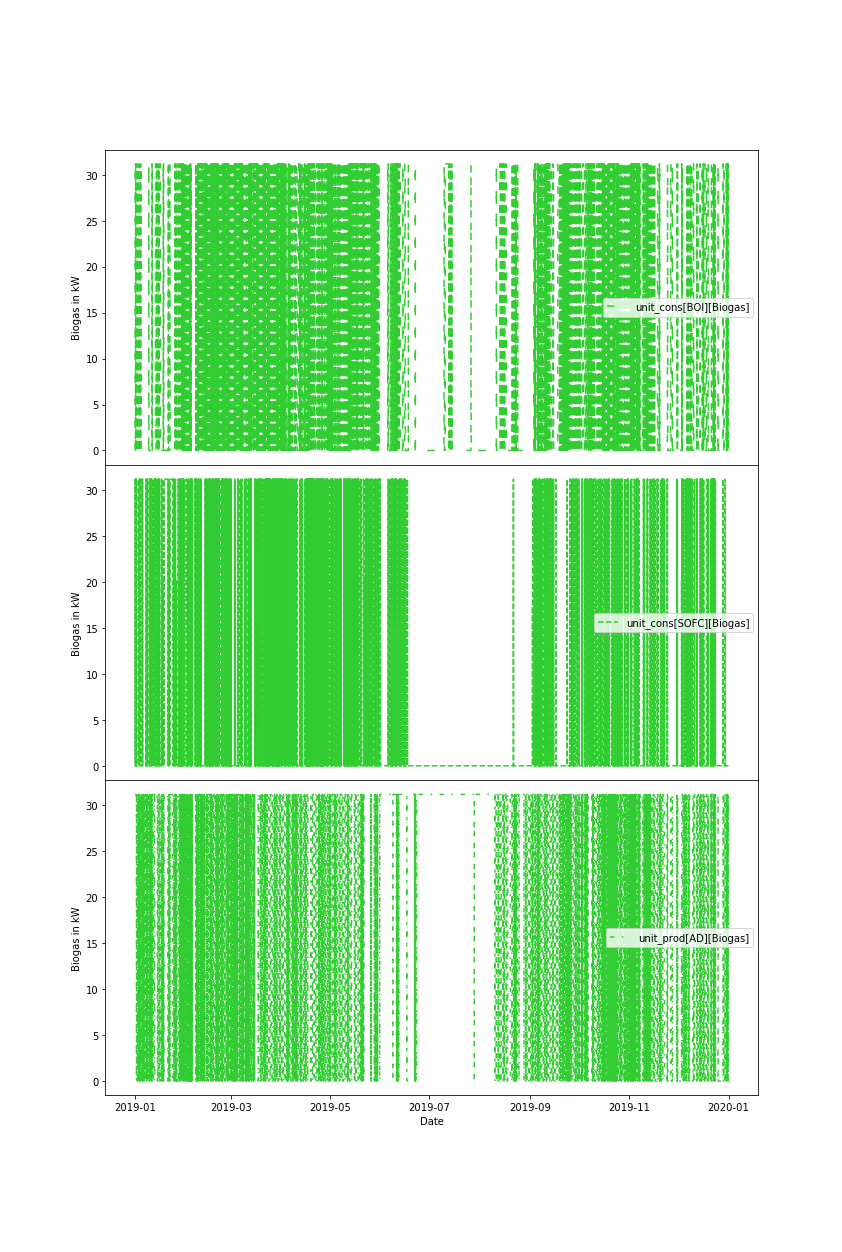 30
25
20
15
10
5
0
Biogas in kW
unit_cons[BOI][Biogas]
30
25
20
15
10
5
0
Biogas in kW
unit_cons[SOFC][Biogas]
30
25
20
15
10
5
0
Biogas in kW
unit_prod[AD][Biogas]
2019-01 2019-03 2019-05 2019-07 2019-09 2019-11 2020-01
Date